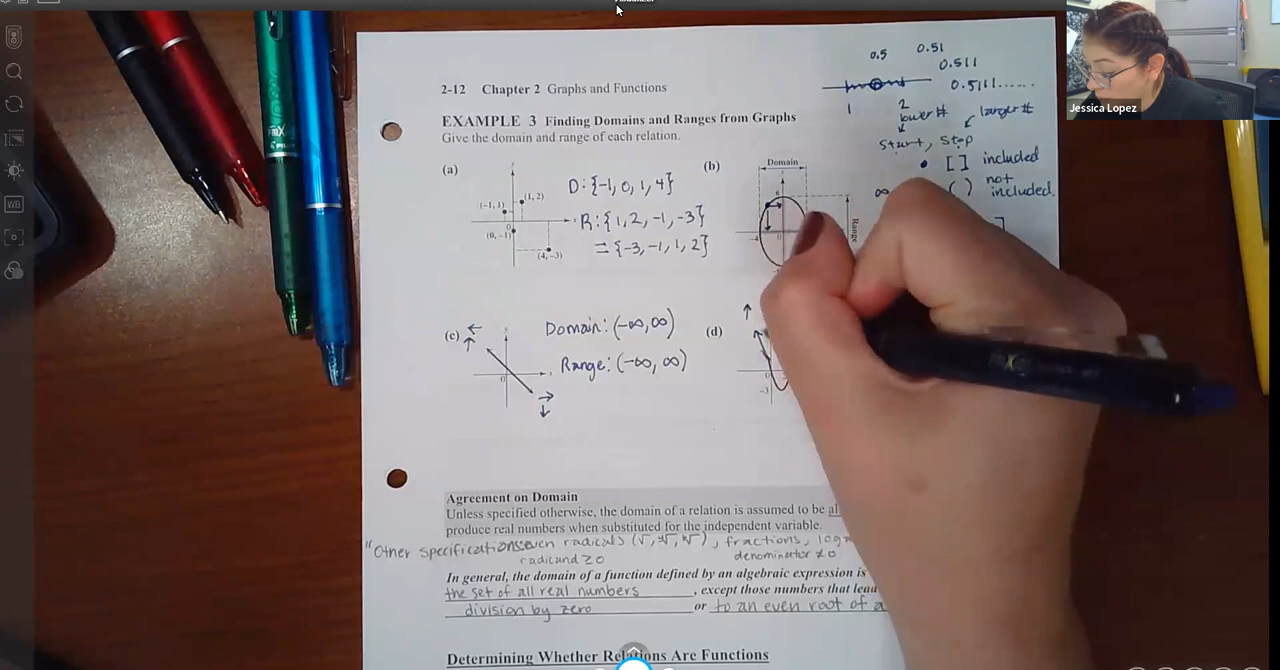 0.5 0.51
0.511
0.5111......
1 2
lower# larger#
start, stop
• [ ] included
∞ ( ) not included.
]
Jessica Lopez
WB
2-12 Chapter 2 Graphs and Functions
EXAMPLE 3 Finding Domains and Ranges from Graphs
Give the domain and range of each relation.
(a)
y
(-1, 1)
(1, 2)
(0, -1)
(4, -3)
0
x
D: {-1, 0, 1, 4}
R: {1, 2, -1, -3}
= {-3, -1, 1, 2}
(b)
Domain
y
6
-4
0
Range
(c)
y
0
x
Domain: (-∞, ∞)
Range: (-∞, ∞)
(d)
0
-3
Agreement on Domain
Unless specified otherwise, the domain of a relation is assumed to be al
produce real numbers when substituted for the independent variable.
"Other specifications: even radicals (√, ∜, ∜), fractions, log
radicand ≥0 denominator ≠0
In general, the domain of a function defined by an algebraic expression is
the set of all real numbers, except those numbers that lead
division by zero or to an even root of a
Determining Whether Relations Are Functions